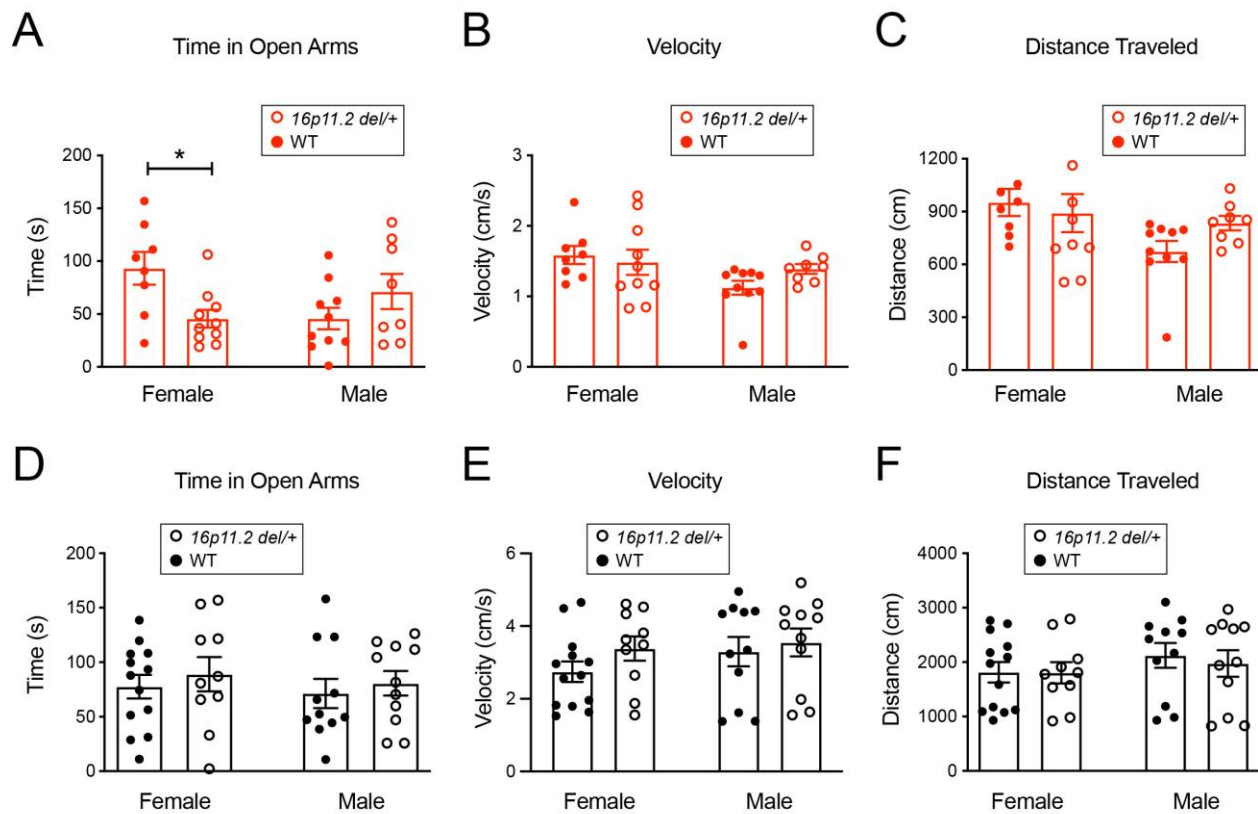 A
Time in Open Arms
16p11.2 del/+
WT
200
150
100
50
0
Time (s)
*
Female
Male
B
Velocity
16p11.2 del/+
WT
3
2
1
0
Velocity (cm/s)
Female
Male
C
Distance Traveled
16p11.2 del/+
WT
1200
900
600
300
0
Distance (cm)
Female
Male
D
Time in Open Arms
16p11.2 del/+
WT
200
150
100
50
0
Time (s)
Female
Male
E
Velocity
16p11.2 del/+
WT
6
4
2
0
Velocity (cm/s)
Female
Male
F
Distance Traveled
16p11.2 del/+
WT
4000
3000
2000
1000
0
Distance (cm)
Female
Male